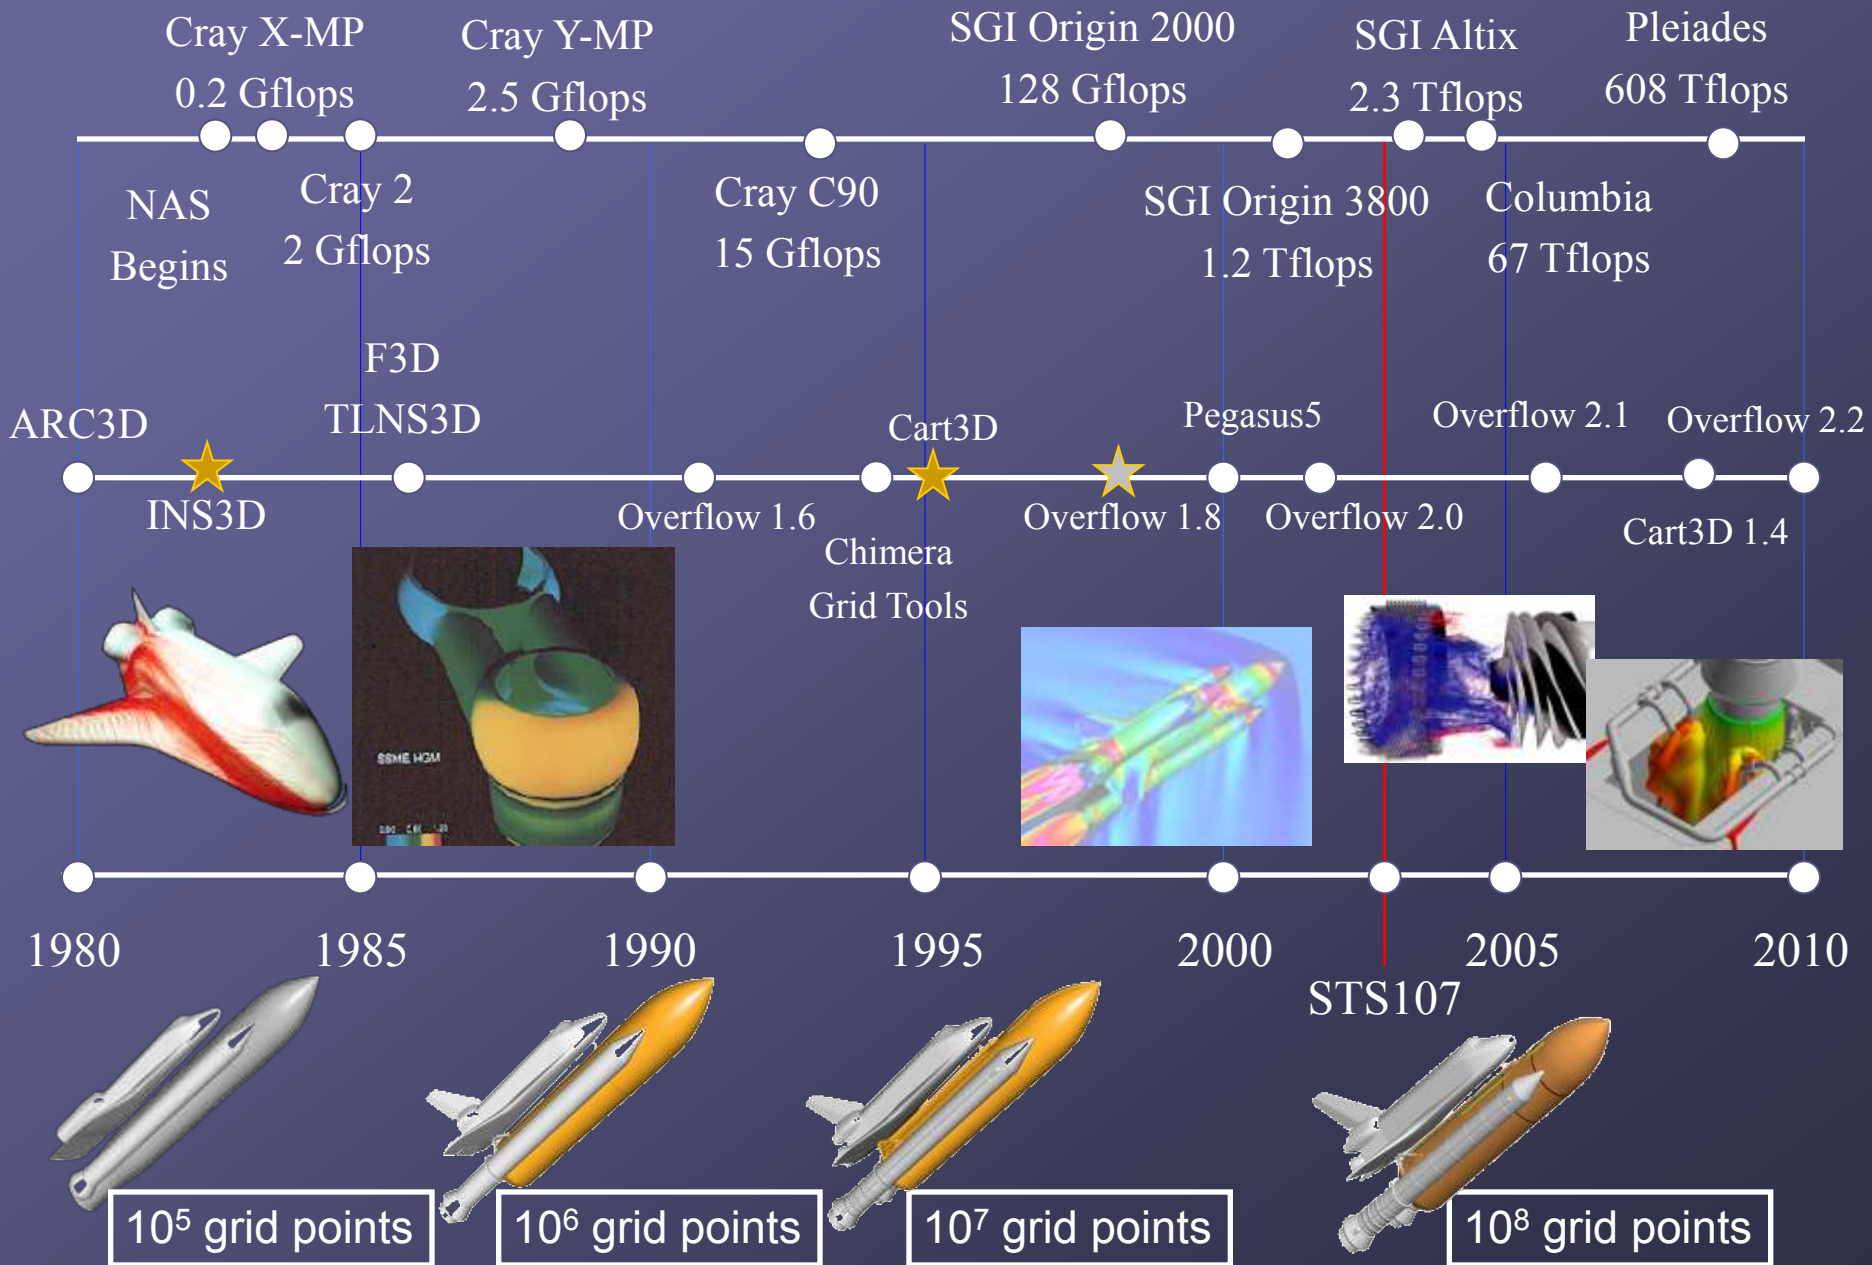 Cray X-MP
0.2 Gflops
Cray Y-MP
2.5 Gflops
SGI Origin 2000
128 Gflops
SGI Altix
2.3 Tflops
Pleiades
608 Tflops
NAS
Begins
Cray 2
2 Gflops
Cray C90
15 Gflops
SGI Origin 3800
1.2 Tflops
Columbia
67 Tflops
ARC3D
F3D
TLNS3D
Cart3D
Pegasus5
Overflow 2.1
Overflow 2.2
INS3D
Overflow 1.6
Chimera
Grid Tools
Overflow 1.8
Overflow 2.0
Cart3D 1.4
SSME HGM
1980
1985
1990
1995
2000
2005
2010
STS107
10⁵ grid points
10⁶ grid points
10⁷ grid points
10⁸ grid points